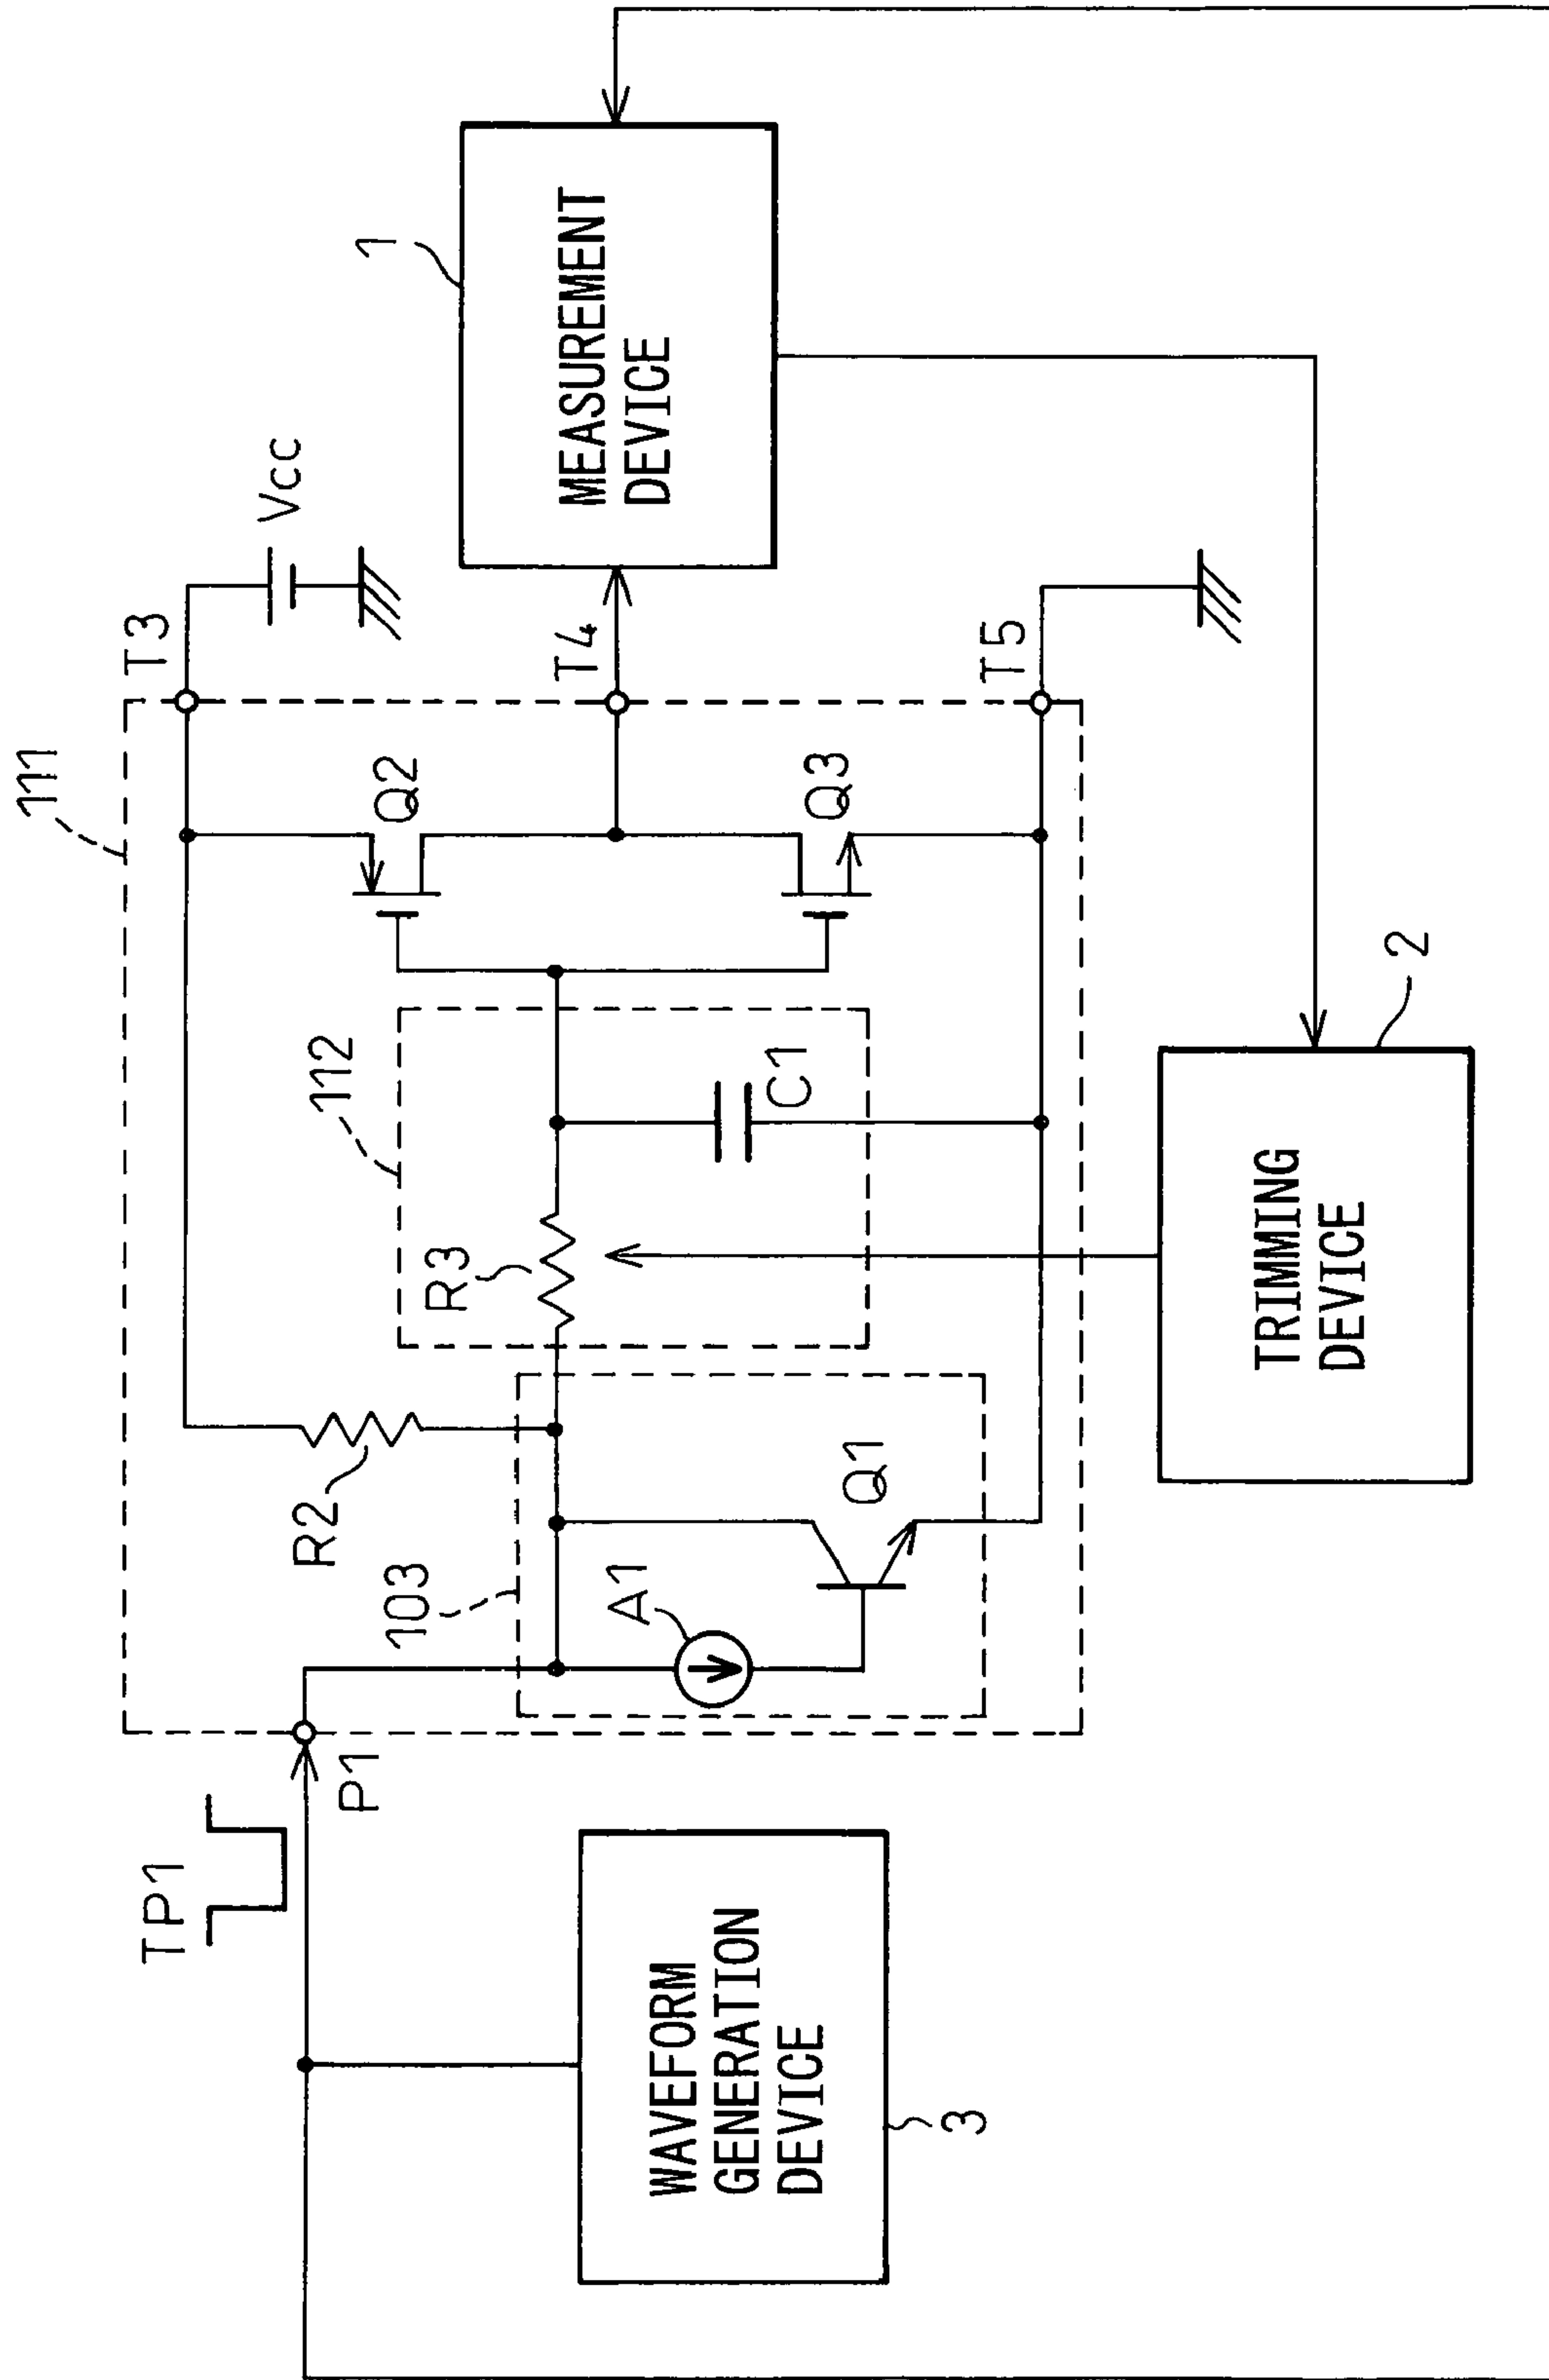 111
TP1
P1
T3
Vcc
R2
Q2
103
112
1
MEASUREMENT
DEVICE
A1
R3
T4
WAVEFORM
GENERATION
DEVICE
C1
Q3
Q1
3
T5
TRIMMING
DEVICE
2